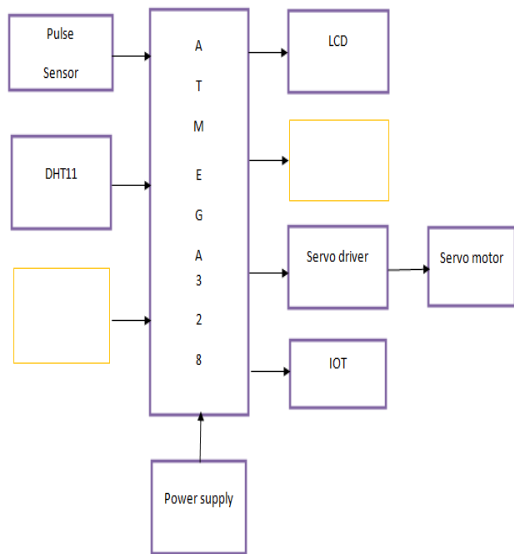 Pulse
Sensor
DHT11
A
T
M
E
G
A
3
2
8
LCD
Servo driver
Servo motor
IOT
Power supply